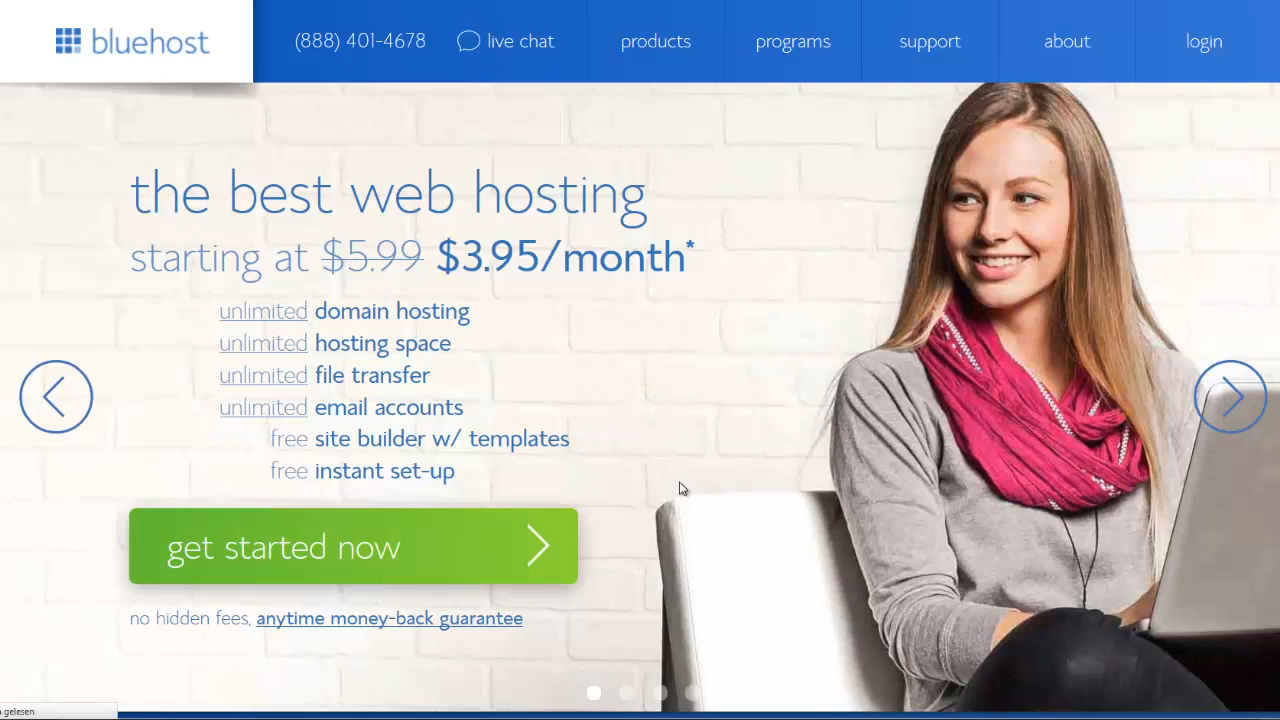 bluehost
(888) 401-4678
live chat
products
programs
support
about
login
the best web hosting
starting at $5.99 $3.95/month*
unlimited domain hosting
unlimited hosting space
unlimited file transfer
unlimited email accounts
free site builder w/ templates
free instant set-up
get started now
no hidden fees, anytime money-back guarantee
gelesen